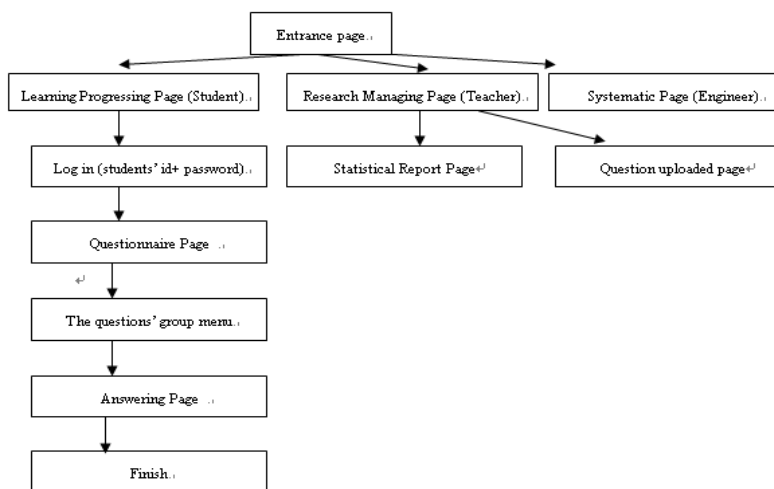 Entrance page.
Learning Progressing Page (Student).
Research Managing Page (Teacher).
Systematic Page (Engineer)
Log in (students' id+ password)
Statistical Report Page
Question uploaded page
Questionnaire Page
The questions' group menu.
Answering Page
Finish.